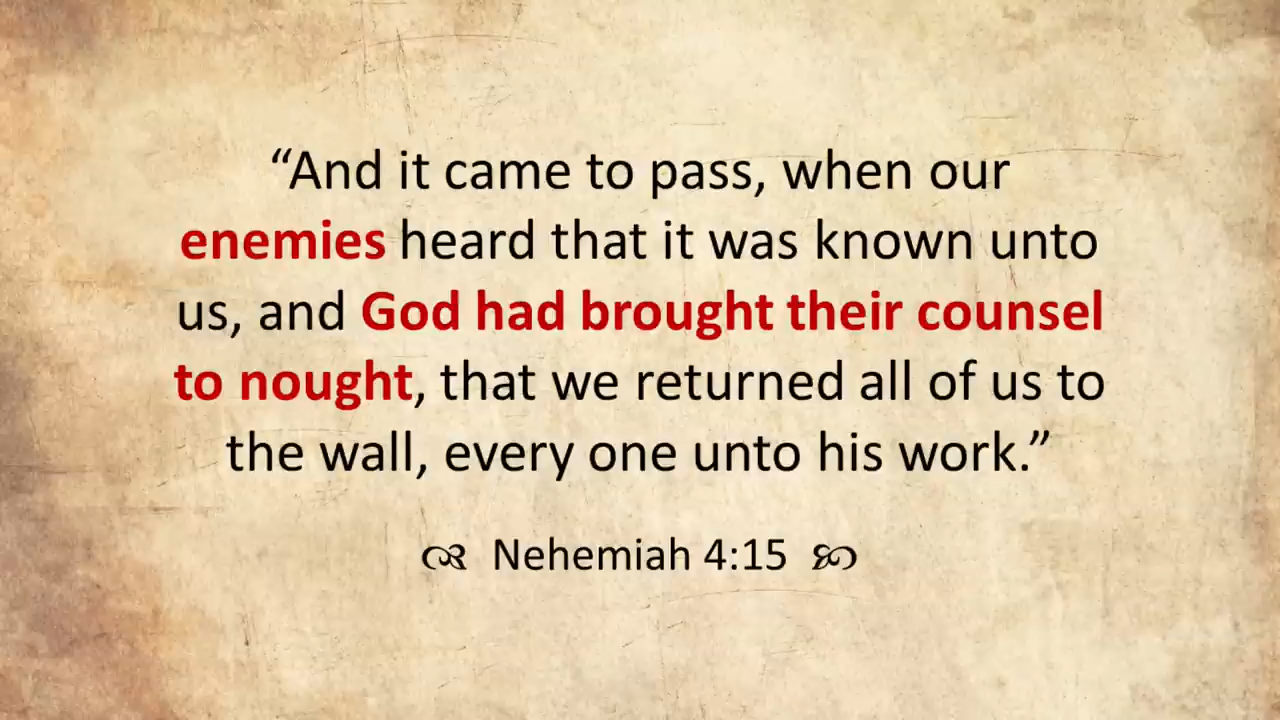 “And it came to pass, when our
enemies heard that it was known unto
us, and God had brought their counsel
to nought, that we returned all of us to
the wall, every one unto his work.”
Nehemiah 4:15